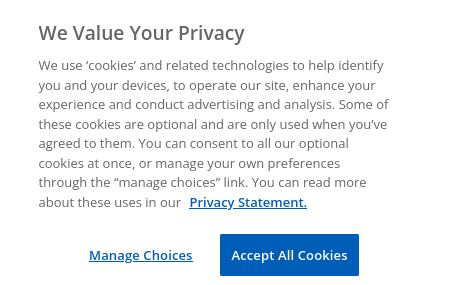 We Value Your Privacy
We use ‘cookies’ and related technologies to help identify
you and your devices, to operate our site, enhance your
experience and conduct advertising and analysis. Some of
these cookies are optional and are only used when you’ve
agreed to them. You can consent to all our optional
cookies at once, or manage your own preferences
through the “manage choices” link. You can read more
about these uses in our Privacy Statement.
Manage Choices Accept All Cookies